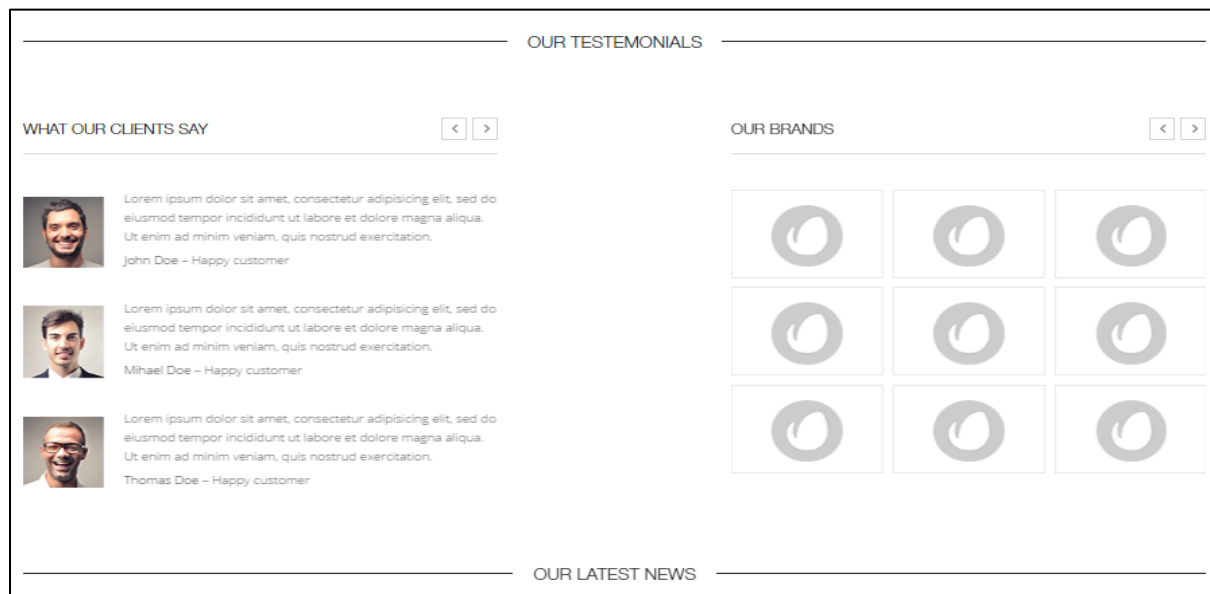 OUR TESTEMONIALS
WHAT OUR CLIENTS SAY
Lorem ipsum dolor sit amet, consectetur adipisicing elit, sed do
eiusmod tempor incididunt ut labore et dolore magna aliqua.
Ut enim ad minim veniam, quis nostrud exercitation.
John Doe – Happy customer
Lorem ipsum dolor sit amet, consectetur adipisicing elit, sed do
eiusmod tempor incididunt ut labore et dolore magna aliqua.
Ut enim ad minim veniam, quis nostrud exercitation.
Mihael Doe – Happy customer
Lorem ipsum dolor sit amet, consectetur adipisicing elit, sed do
eiusmod tempor incididunt ut labore et dolore magna aliqua.
Ut enim ad minim veniam, quis nostrud exercitation.
Thomas Doe – Happy customer
OUR BRANDS
OUR LATEST NEWS